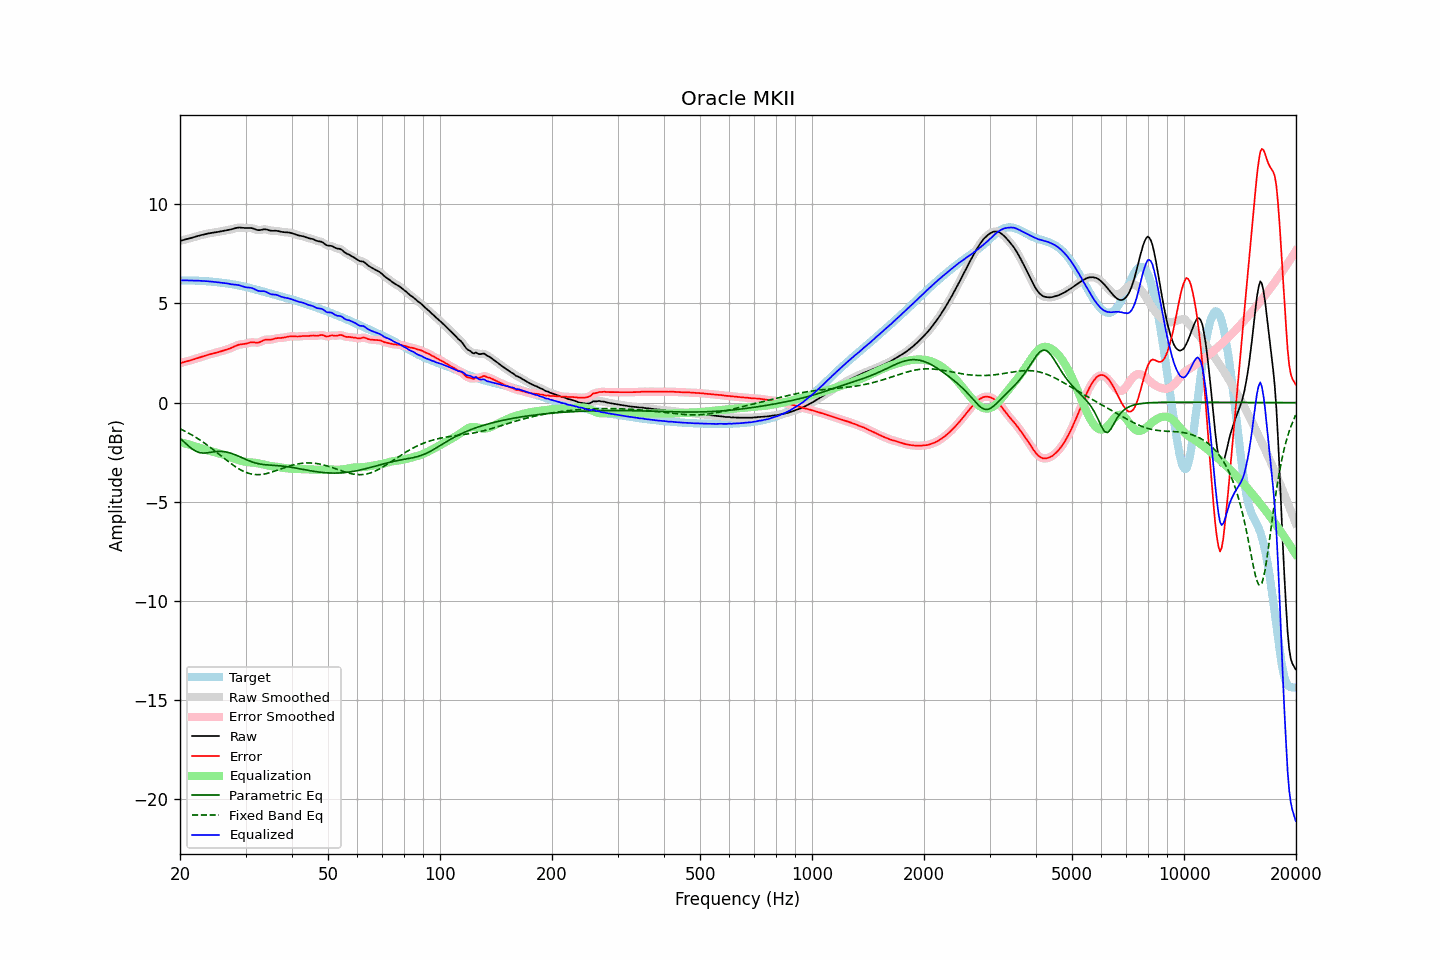 Oracle MKII
10
5
0
−5
−10
−15
−20
Amplitude (dBr)
Target
Raw Smoothed
Error Smoothed
Raw
Error
Equalization
Parametric Eq
Fixed Band Eq
Equalized
20 50 100 200 500 1000 2000 5000 10000 20000
Frequency (Hz)